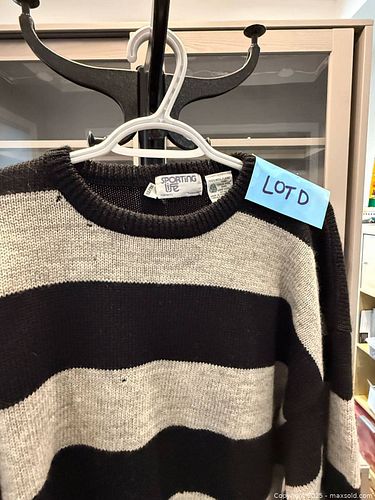 SPORTING
LIFE
LOT D
Copyright ©2025 - maxsold.com